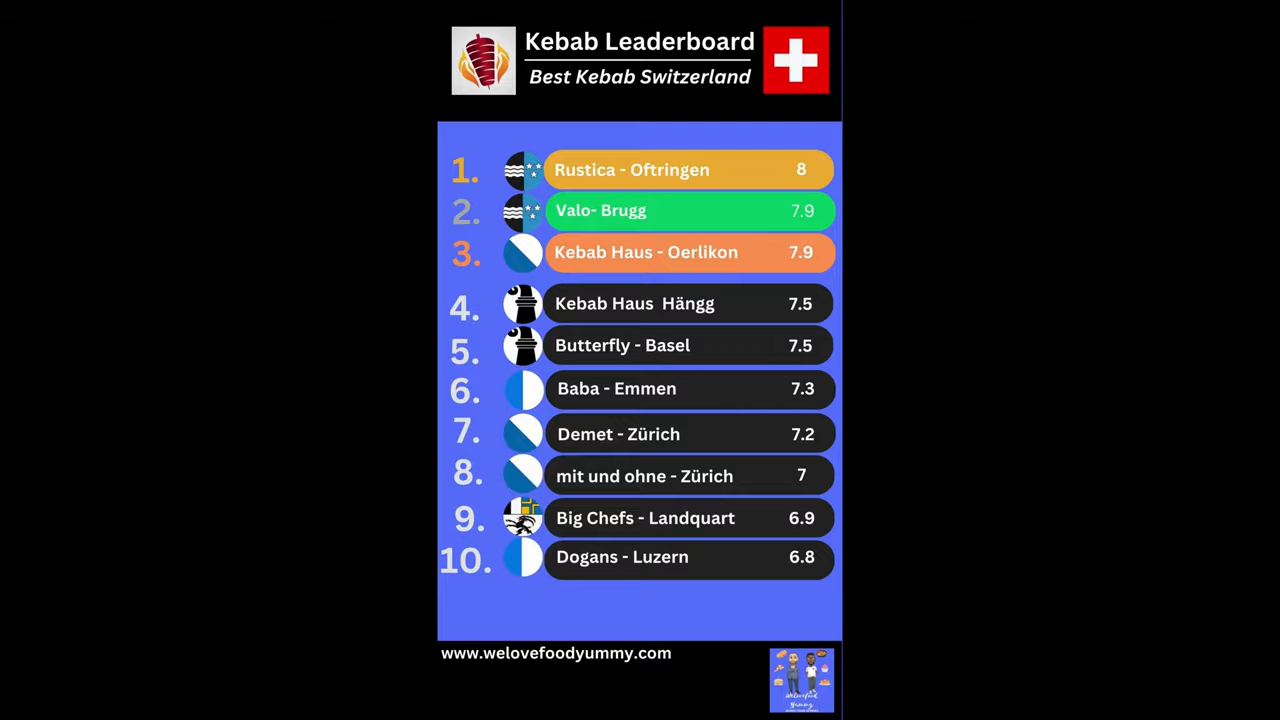 Kebab Leaderboard
Best Kebab Switzerland
1. Rustica - Oftringen 8
2. Valo- Brugg 7.9
3. Kebab Haus - Oerlikon 7.9
4. Kebab Haus Hängg 7.5
5. Butterfly - Basel 7.5
6. Baba - Emmen 7.3
7. Demet - Zürich 7.2
8. mit und ohne - Zürich 7
9. Big Chefs - Landquart 6.9
10. Dogans - Luzern 6.8
www.welovefoodyummy.com
Welovefood
Yummy